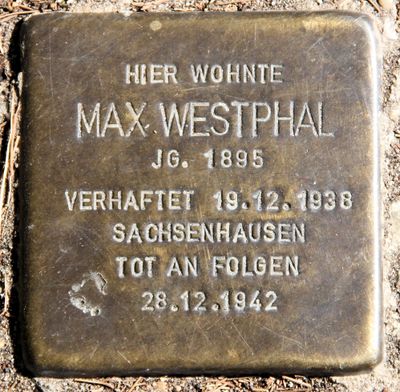 HIER WOHNTE
MAX WESTPHAL
JG. 1895
VERHAFTET 19.12.1938
SACHSENHAUSEN
TOT AN FOLGEN
28.12.1942